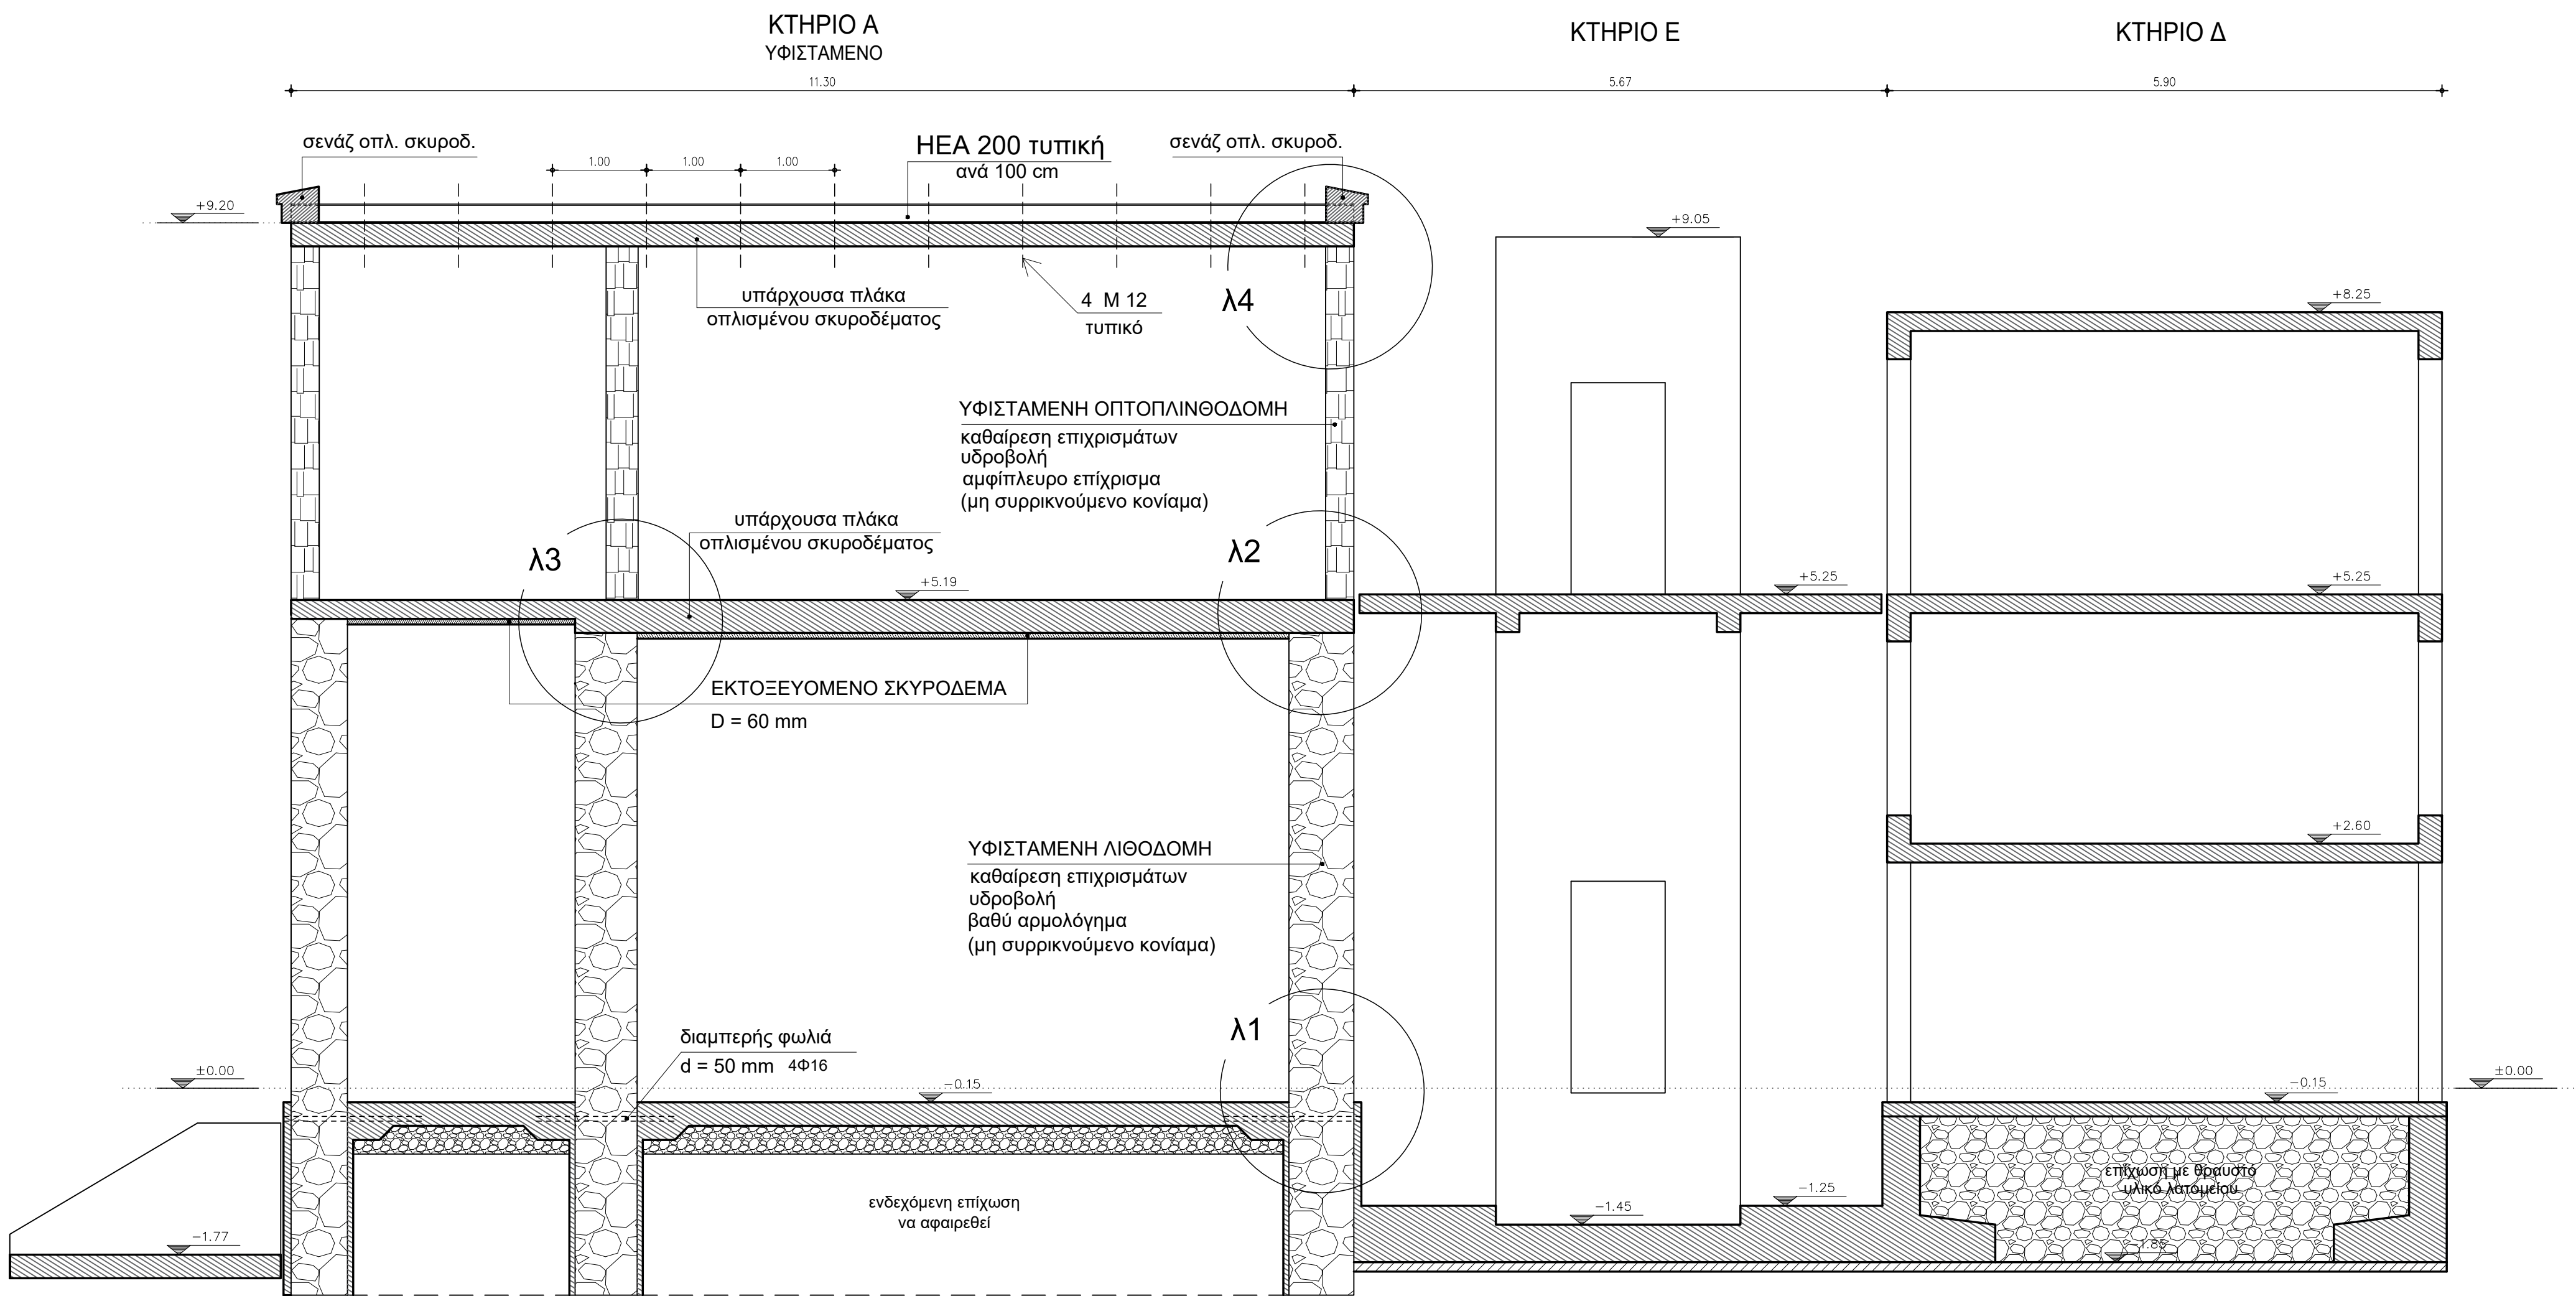 ΚΤΗΡΙΟ Α
ΥΦΙΣΤΑΜΕΝΟ
ΚΤΗΡΙΟ Ε
ΚΤΗΡΙΟ Δ
11.30
5.67
5.90
σενάζ οπλ. σκυροδ.
1.00
1.00
1.00
HEA 200 τυπική
ανά 100 cm
σενάζ οπλ. σκυροδ.
+9.20
+9.05
+8.25
υπάρχουσα πλάκα
οπλισμένου σκυροδέματος
4 M 12
τυπικό
λ4
ΥΦΙΣΤΑΜΕΝΗ ΟΠΤΟΠΛΙΝΘΟΔΟΜΗ
καθαίρεση επιχρισμάτων
υδροβολή
αμφίπλευρο επίχρισμα
(μη συρρικνούμενο κονίαμα)
υπάρχουσα πλάκα
οπλισμένου σκυροδέματος
λ3
λ2
+5.19
+5.25
+5.25
ΕΚΤΟΞΕΥΟΜΕΝΟ ΣΚΥΡΟΔΕΜΑ
D = 60 mm
+2.60
ΥΦΙΣΤΑΜΕΝΗ ΛΙΘΟΔΟΜΗ
καθαίρεση επιχρισμάτων
υδροβολή
βαθύ αρμολόγημα
(μη συρρικνούμενο κονίαμα)
λ1
διαμπερής φωλιά
d = 50 mm 4Φ16
±0.00
±0.00
−0.15
−0.15
επίχωση με θραυστό
υλικό λατομείου
ενδεχόμενη επίχωση
να αφαιρεθεί
−1.25
−1.45
−1.77
−1.85